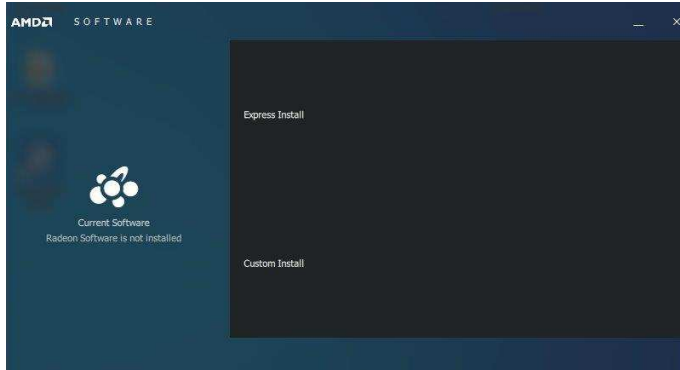 AMD SOFTWARE
Express Install
Current Software
Radeon Software is not installed
Custom Install